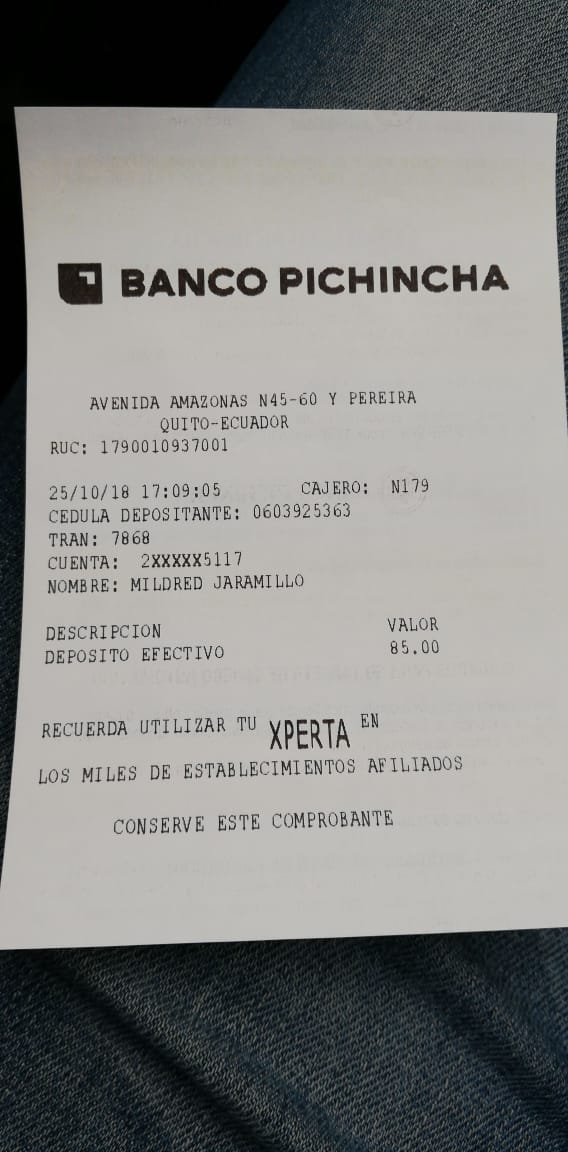 BANCO PICHINCHA
AVENIDA AMAZONAS N45-60 Y PEREIRA
QUITO-ECUADOR
RUC: 1790010937001
25/10/18 17:09:05 CAJERO: N179
CEDULA DEPOSITANTE: 0603925363
TRAN: 7868
CUENTA: 2XXXXX5117
NOMBRE: MILDRED JARAMILLO
DESCRIPCION VALOR
DEPOSITO EFECTIVO 85.00
RECUERDA UTILIZAR TU XPERTA EN
LOS MILES DE ESTABLECIMIENTOS AFILIADOS
CONSERVE ESTE COMPROBANTE